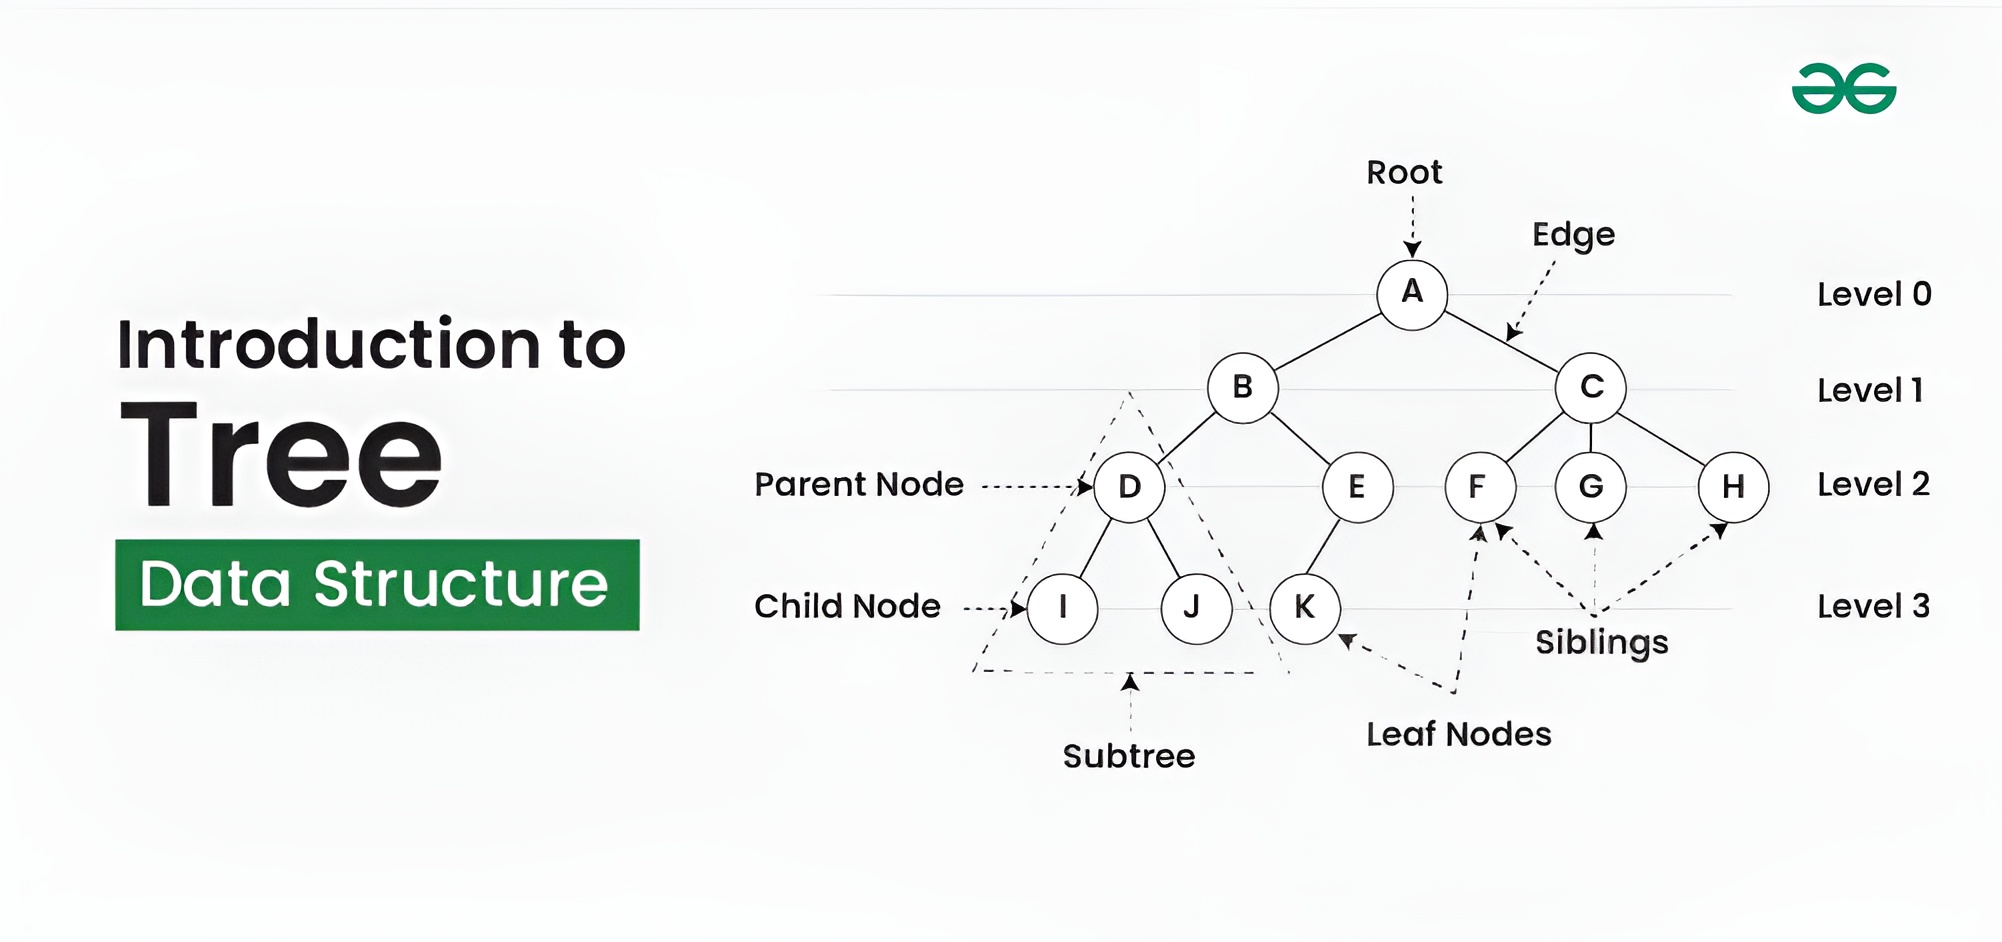 Introduction to
Tree
Data Structure
Root
Edge
A
Level 0
B
C
Level 1
Parent Node
D
E
F
G
H
Level 2
Child Node
I
J
K
Level 3
Siblings
Leaf Nodes
Subtree